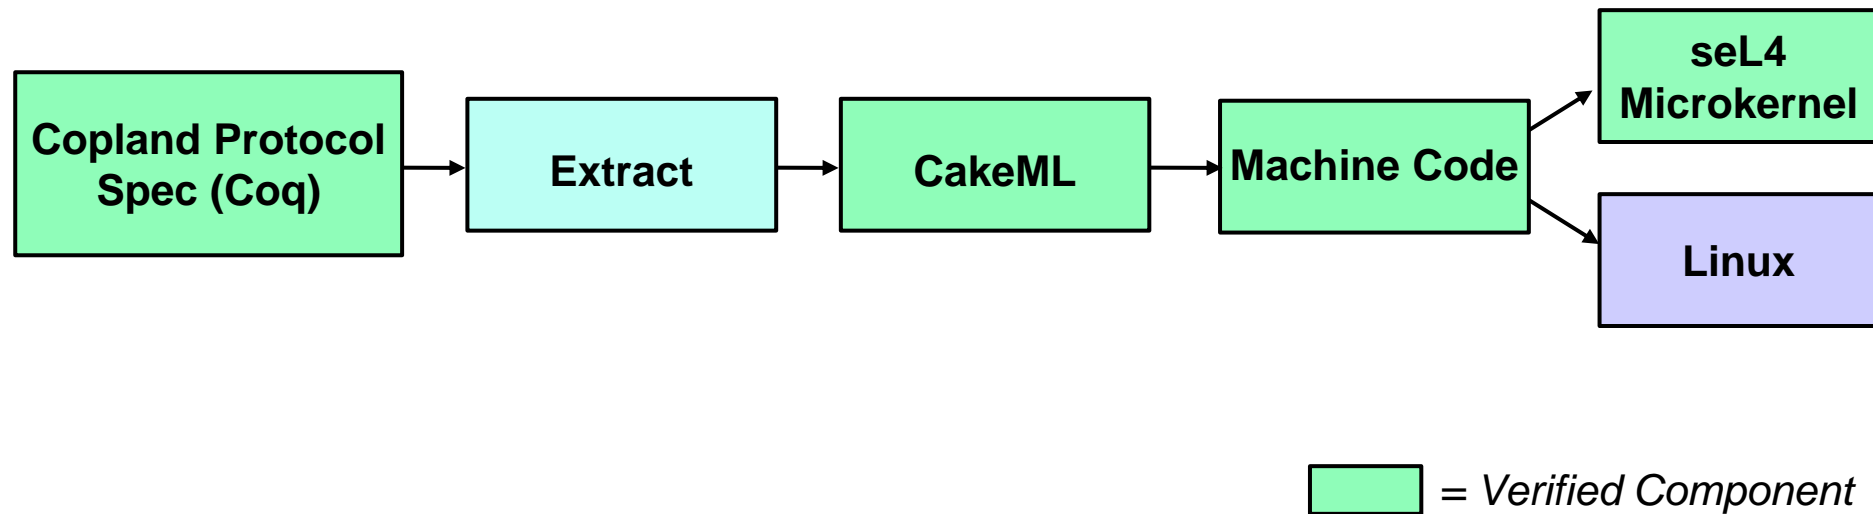 Copland Protocol
Spec (Coq)
Extract
CakeML
Machine Code
seL4
Microkernel
Linux
= Verified Component